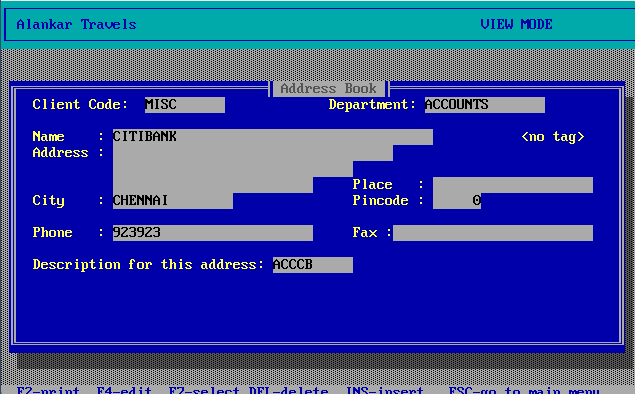 Alankar Travels VIEW MODE
Address Book
Client Code: MISC Department: ACCOUNTS
Name : CITIBANK <no tag>
Address :
Place :
City : CHENNAI Pincode : 0
Phone : 923923 Fax :
Description for this address: ACCCB
F2-print F4-edit F7-select DEL-delete INS-insert ESC-go to main menu